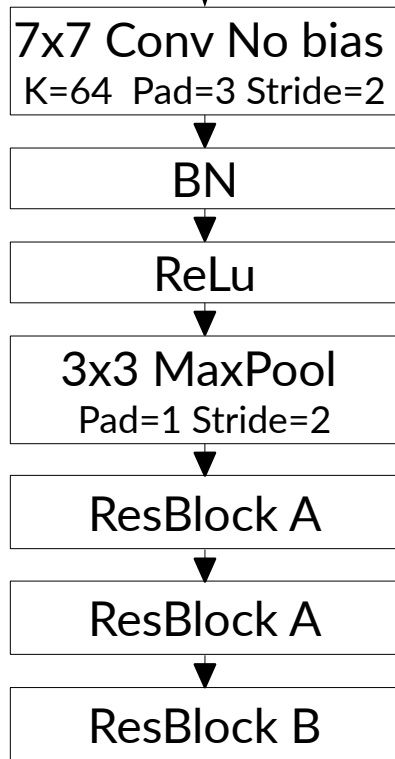 7x7 Conv No bias
K=64 Pad=3 Stride=2
BN
ReLu
3x3 MaxPool
Pad=1 Stride=2
ResBlock A
ResBlock A
ResBlock B